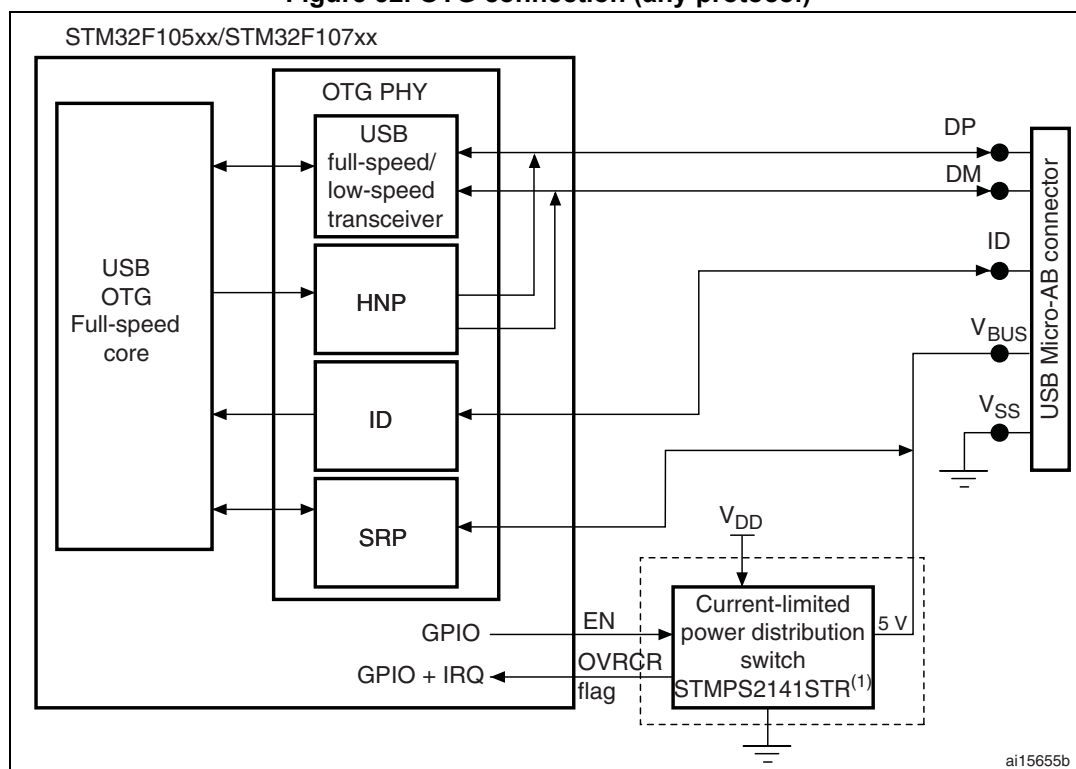 STM32F105xx/STM32F107xx
OTG PHY
USB
full-speed/
low-speed
transceiver
HNP
ID
SRP
USB
OTG
Full-speed
core
GPIO
GPIO + IRQ
EN
OVRCR
flag
VDD
Current-limited
power distribution
switch
STMPS2141STR(1)
5 V
DP
DM
ID
VBUS
VSS
USB Micro-AB connector
ai15655b